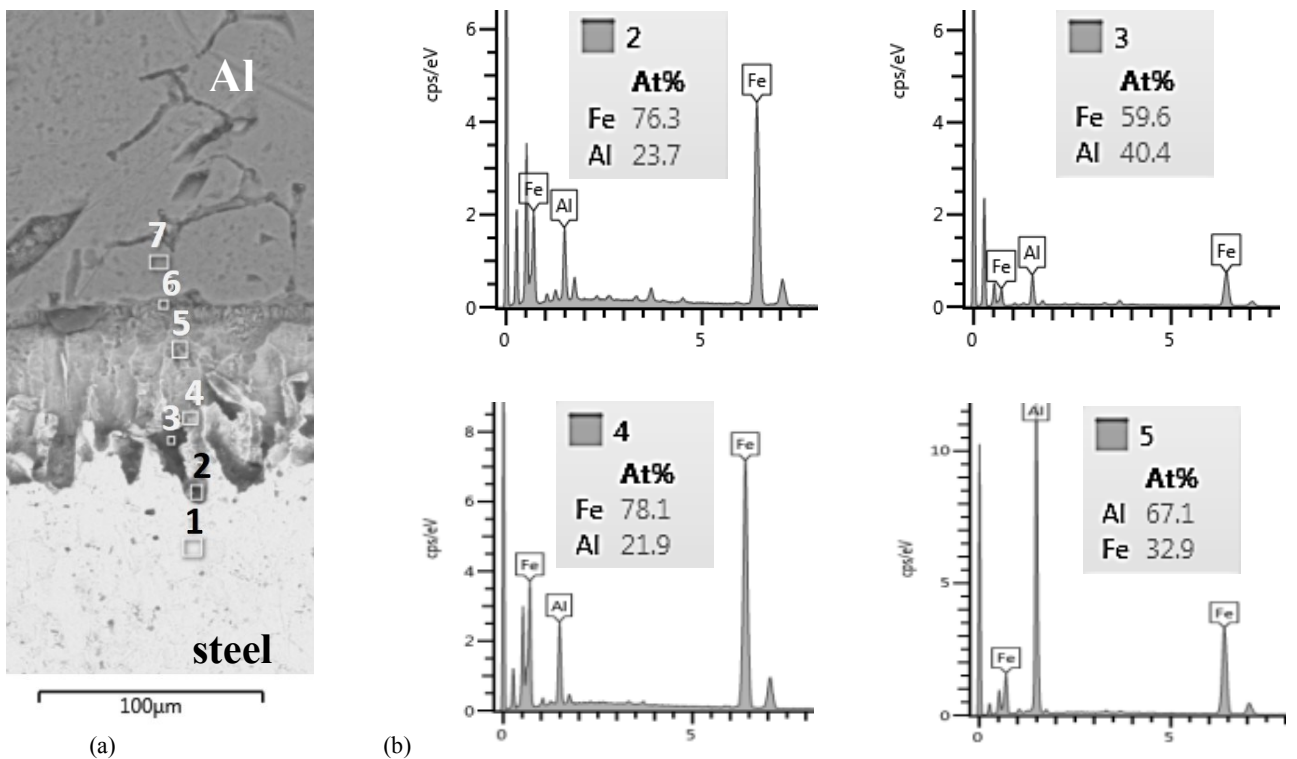 Al
7
6
5
4
3
2
1
steel
100μm
(a)
(b)
cps/eV
6
4
2
0
0
5
2
At%
Fe 76.3
Al 23.7
Fe
Al
Fe
cps/eV
6
4
2
0
0
5
3
At%
Fe 59.6
Al 40.4
Fe
Al
Fe
cps/eV
8
6
4
2
0
0
5
4
At%
Fe 78.1
Al 21.9
Fe
Al
Fe
cps/eV
10
5
0
0
5
5
At%
Al 67.1
Fe 32.9
Al
Fe
Fe